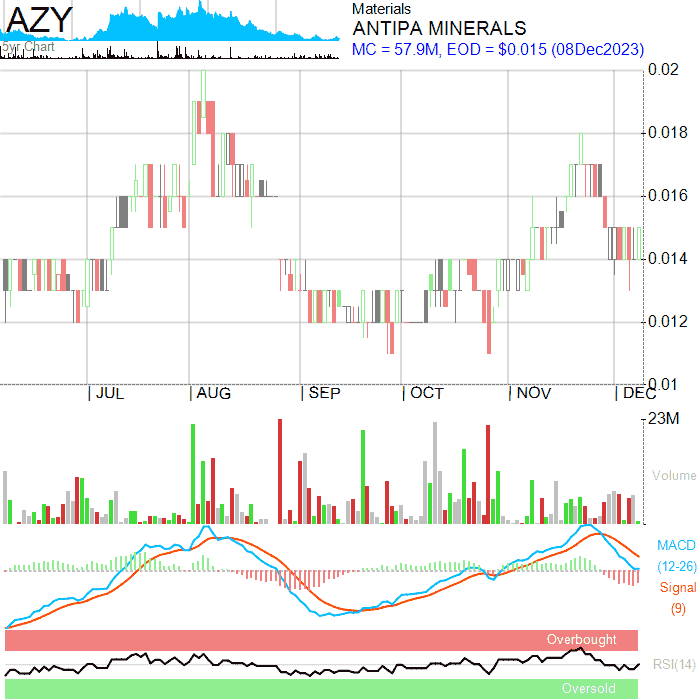 AZY
5yr Chart
Materials
ANTIPA MINERALS
MC = 57.9M, EOD = $0.015 (08Dec2023)
0.02
0.018
0.016
0.014
0.012
0.01
JUL AUG SEP OCT NOV DEC
23M
Volume
MACD
(12-26)
Signal
(9)
Overbought
RSI(14)
Oversold